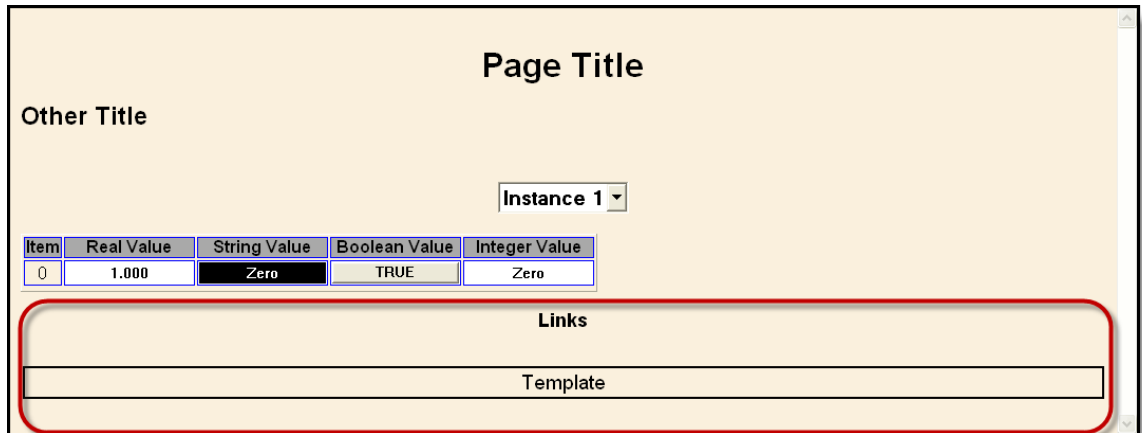 Page Title
Other Title
Instance 1
Item Real Value String Value Boolean Value Integer Value
0 1.000 Zero TRUE Zero
Links
Template